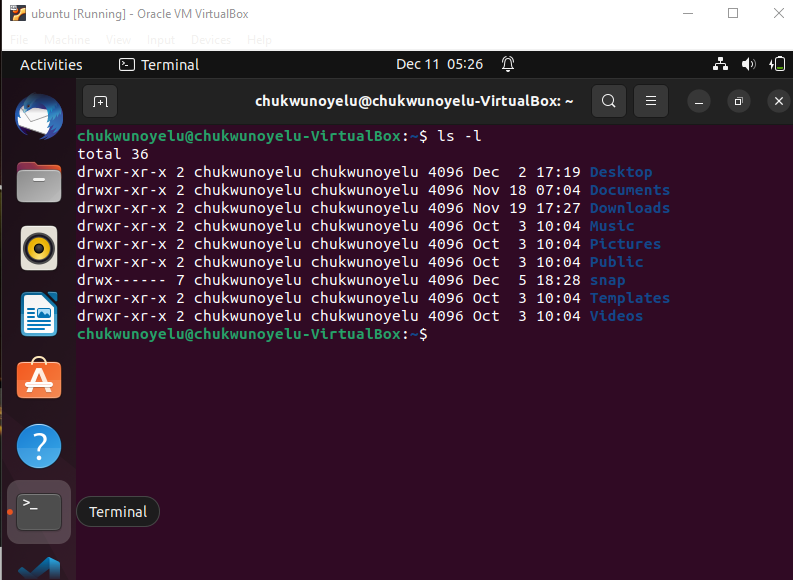 ubuntu [Running] - Oracle VM VirtualBox
File Machine View Input Devices Help
Activities Terminal Dec 11 05:26
chukwunoyelu@chukwunoyelu-VirtualBox: ~
chukwunoyelu@chukwunoyelu-VirtualBox:~$ ls -l
total 36
drwxr-xr-x 2 chukwunoyelu chukwunoyelu 4096 Dec  2 17:19 Desktop
drwxr-xr-x 2 chukwunoyelu chukwunoyelu 4096 Nov 18 07:04 Documents
drwxr-xr-x 2 chukwunoyelu chukwunoyelu 4096 Nov 19 17:27 Downloads
drwxr-xr-x 2 chukwunoyelu chukwunoyelu 4096 Oct  3 10:04 Music
drwxr-xr-x 2 chukwunoyelu chukwunoyelu 4096 Oct  3 10:04 Pictures
drwxr-xr-x 2 chukwunoyelu chukwunoyelu 4096 Oct  3 10:04 Public
drwx------ 7 chukwunoyelu chukwunoyelu 4096 Dec  5 18:28 snap
drwxr-xr-x 2 chukwunoyelu chukwunoyelu 4096 Oct  3 10:04 Templates
drwxr-xr-x 2 chukwunoyelu chukwunoyelu 4096 Oct  3 10:04 Videos
chukwunoyelu@chukwunoyelu-VirtualBox:~$
Terminal